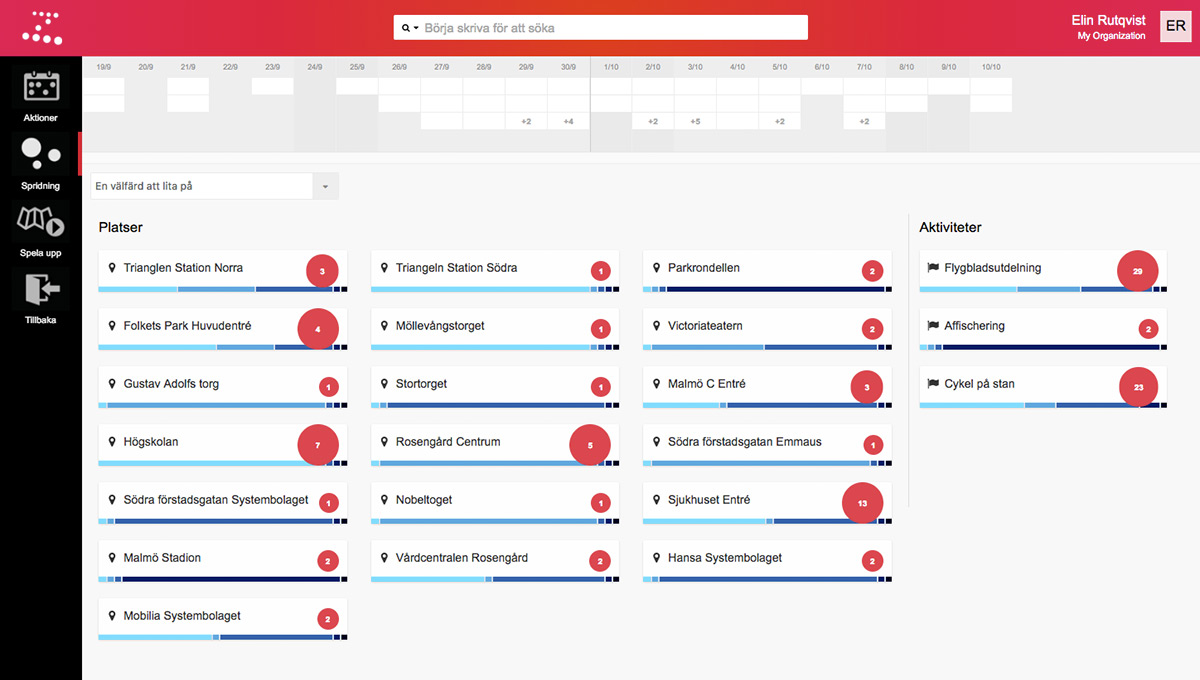 Börja skriva för att söka
Elin Rutqvist
My Organization
ER
19/9 20/9 21/9 22/9 23/9 24/9 25/9 26/9 27/9 28/9 29/9 30/9 1/10 2/10 3/10 4/10 5/10 6/10 7/10 8/10 9/10 10/10
+2 +4 +2 +5 +2 +2
Aktioner
Spridning
Spela upp
Tillbaka
En välfärd att lita på
Platser
Trianglen Station Norra 3
Triangeln Station Södra 1
Parkrondellen 2
Folkets Park Huvudentré 4
Möllevångstorget 1
Victoriateatern 2
Gustav Adolfs torg 1
Stortorget 1
Malmö C Entré 3
Högskolan 7
Rosengård Centrum 5
Södra förstadsgatan Emmaus 1
Södra förstadsgatan Systembolaget 1
Nobeltoget 1
Sjukhuset Entré 13
Malmö Stadion 2
Vårdcentralen Rosengård 2
Hansa Systembolaget 2
Mobilia Systembolaget 2
Aktiviteter
Flygbladsutdelning 29
Affischering 2
Cykel på stan 23